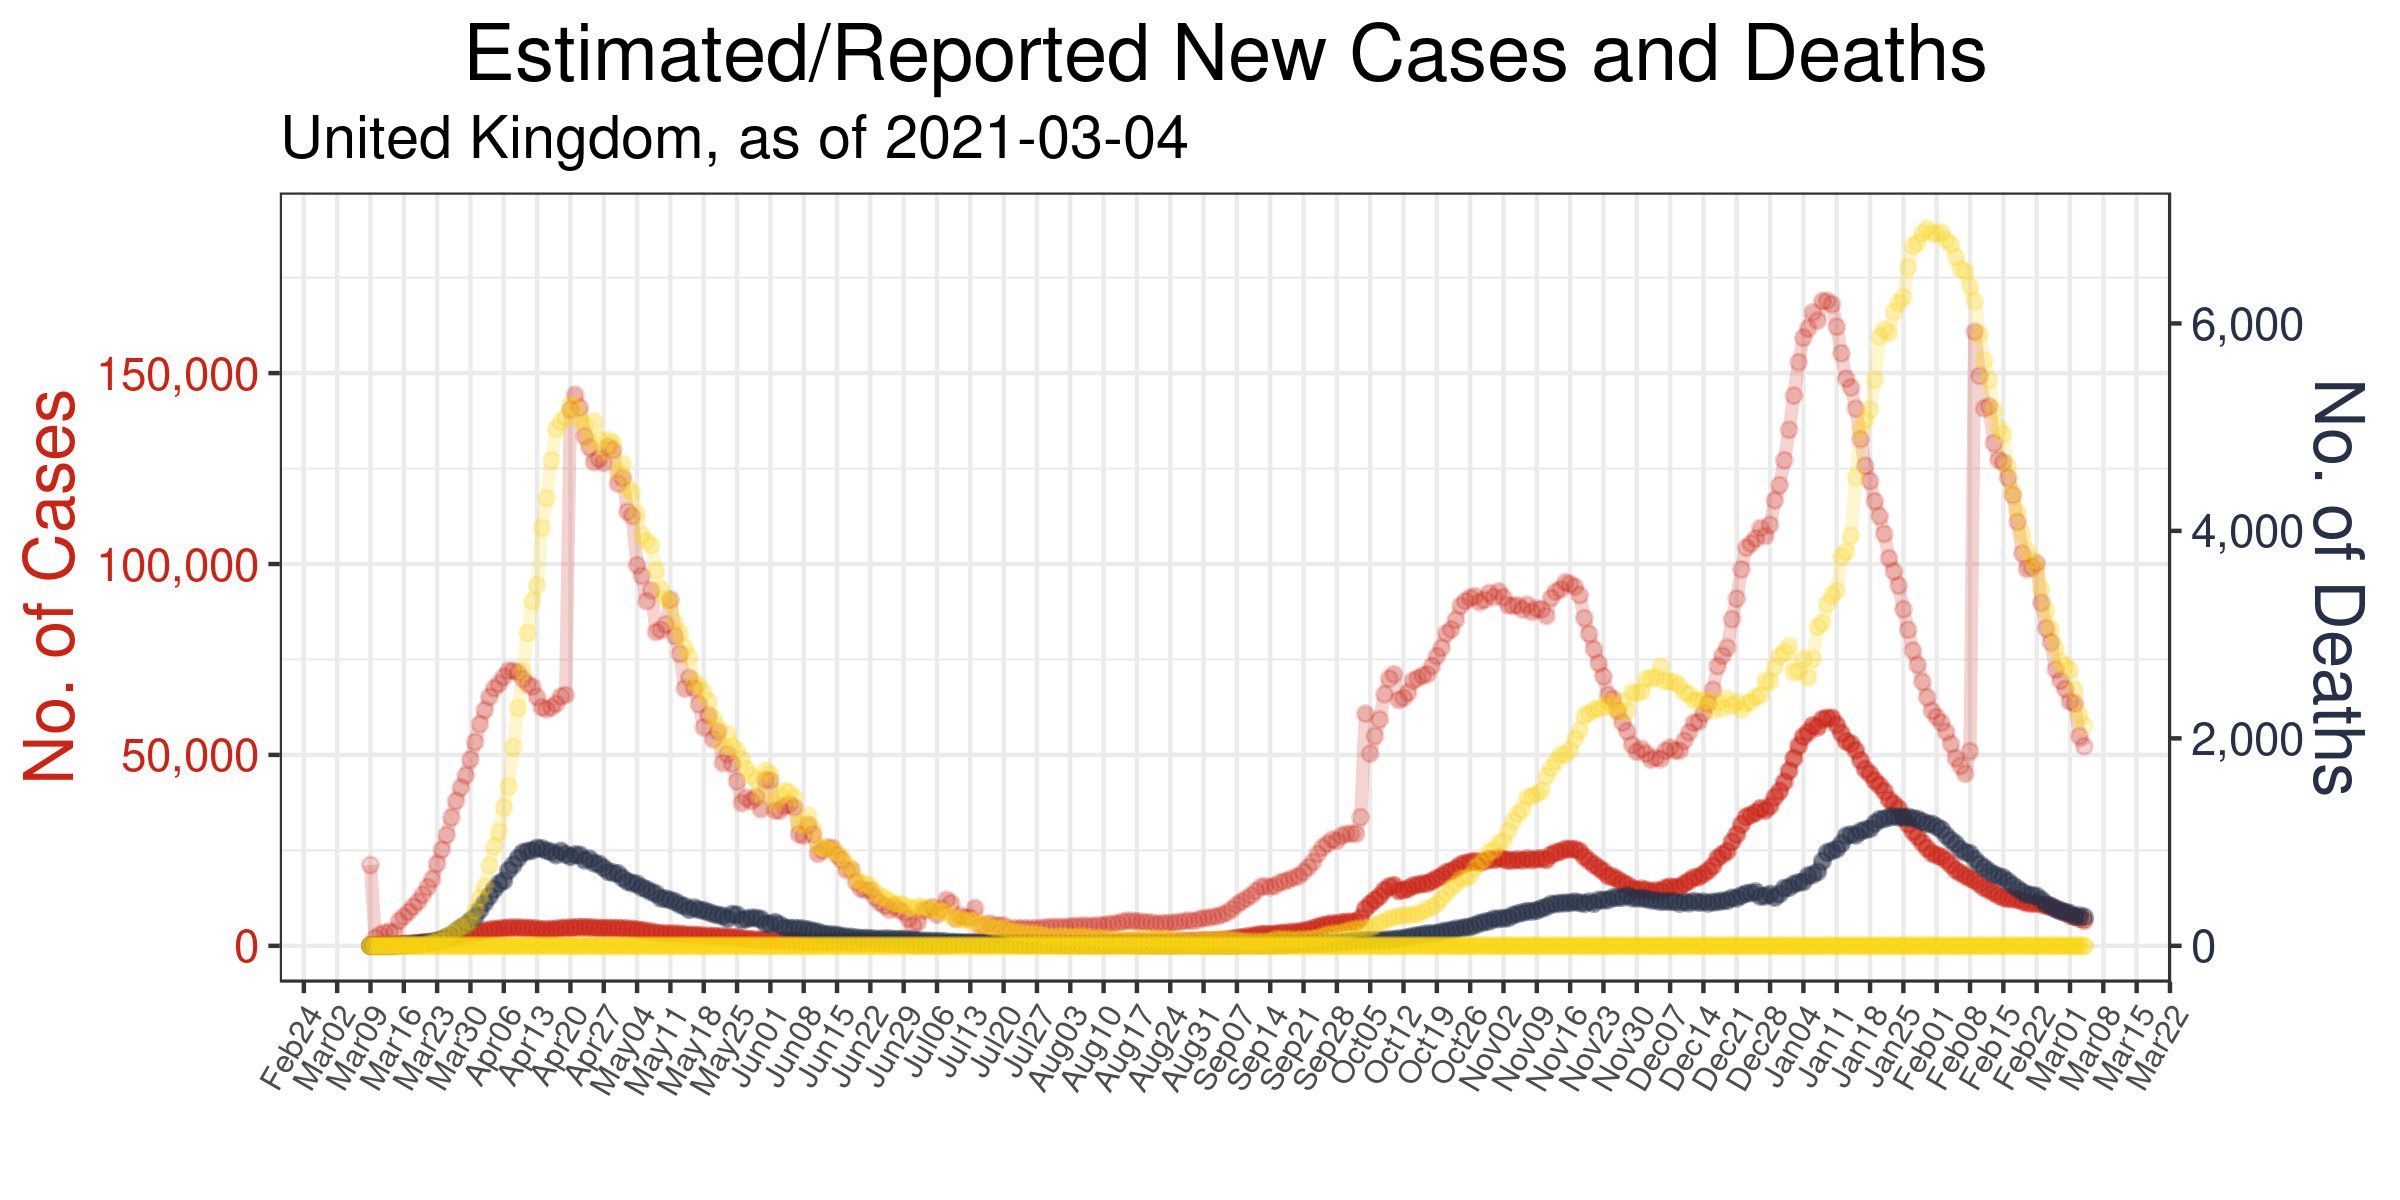 Estimated/Reported New Cases and Deaths
United Kingdom, as of 2021-03-04
No. of Cases
150,000
100,000
50,000
0
6,000
4,000
2,000
0
No. of Deaths
Feb24 Mar02 Mar09 Mar16 Mar23 Mar30 Apr06 Apr13 Apr20 Apr27 May04 May11 May18 May25 Jun01 Jun08 Jun15 Jun22 Jun29 Jul06 Jul13 Jul20 Jul27 Aug03 Aug10 Aug17 Aug24 Aug31 Sep07 Sep14 Sep21 Sep28 Oct05 Oct12 Oct19 Oct26 Nov02 Nov09 Nov16 Nov23 Nov30 Dec07 Dec14 Dec21 Dec28 Jan04 Jan11 Jan18 Jan25 Feb01 Feb08 Feb15 Feb22 Mar01 Mar08 Mar15 Mar22